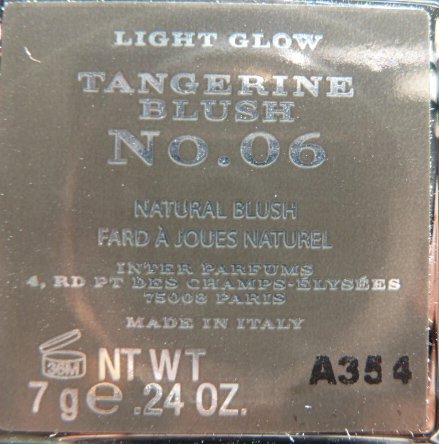 LIGHT GLOW
TANGERINE
BLUSH
No.06
NATURAL BLUSH
FARD À JOUES NATUREL
INTER PARFUMS
4, RD PT DES CHAMPS-ÉLYSÉES
75008 PARIS
MADE IN ITALY
36M NT WT A354
7 g e .24 OZ.